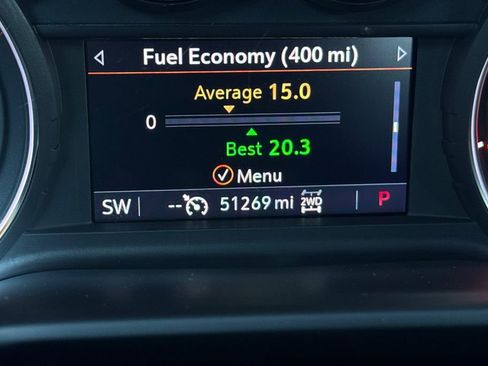 Fuel Economy (400 mi)
Average 15.0
0
Best 20.3
Menu
SW -- 51269 mi 2WD P